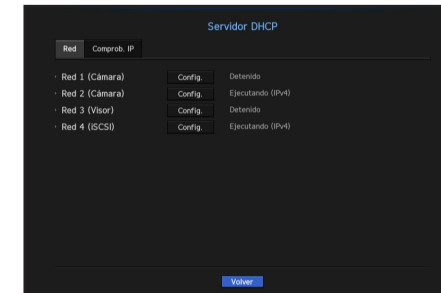 Servidor DHCP
Red Comprob. IP
· Red 1 (Cámara) Config. Detenido
· Red 2 (Cámara) Config. Ejecutando (IPv4)
· Red 3 (Visor) Config. Detenido
· Red 4 (iSCSI) Config. Ejecutando (IPv4)
Volver